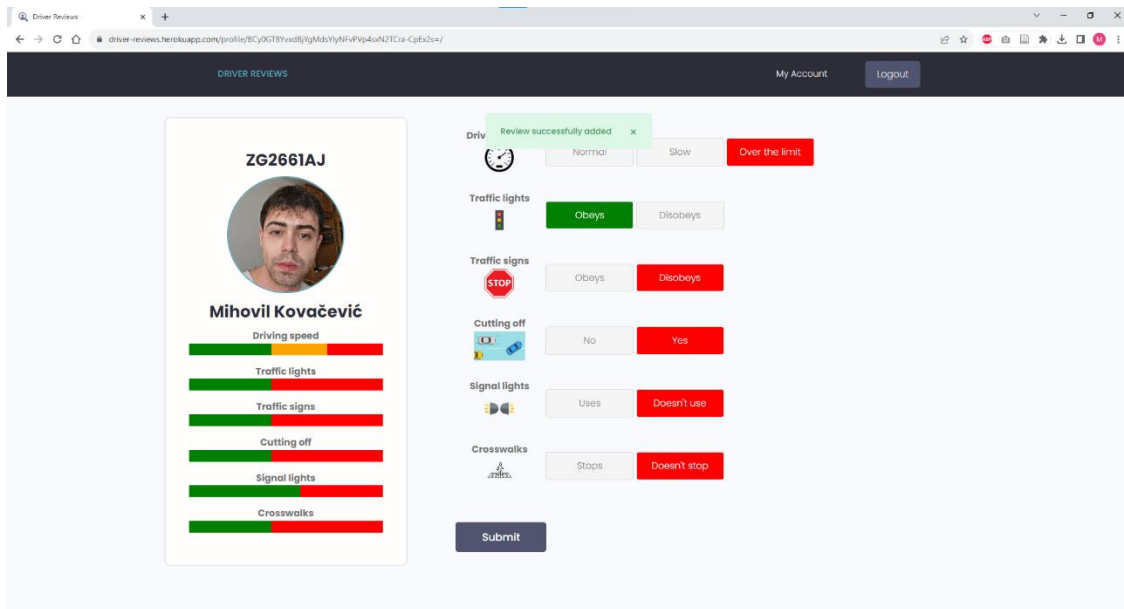 Driver Reviews
driver-reviews.herokuapp.com/profile/
M
DRIVER REVIEWS
My Account
Logout
Review successfully added
ZG2661AJ
Mihovil Kovačević
Driving speed
Traffic lights
Traffic signs
Cutting off
Signal lights
Crosswalks
Driv
Normal
Slow
Over the limit
Traffic lights
Obeys
Disobeys
Traffic signs
STOP
Obeys
Disobeys
Cutting off
No
Yes
Signal lights
Uses
Doesn't use
Crosswalks
Stops
Doesn't stop
Submit